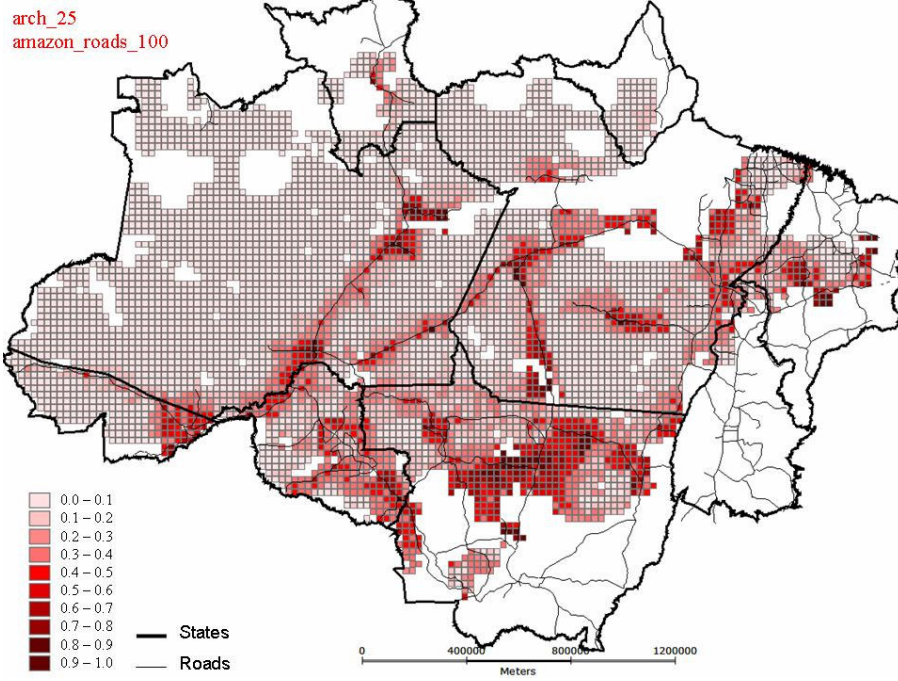 arch_25
amazon_roads_100
0.0 – 0.1
0.1 – 0.2
0.2 – 0.3
0.3 – 0.4
0.4 – 0.5
0.5 – 0.6
0.6 – 0.7
0.7 – 0.8
0.8 – 0.9
0.9 – 1.0
States
Roads
0 400000 800000 1200000
Meters